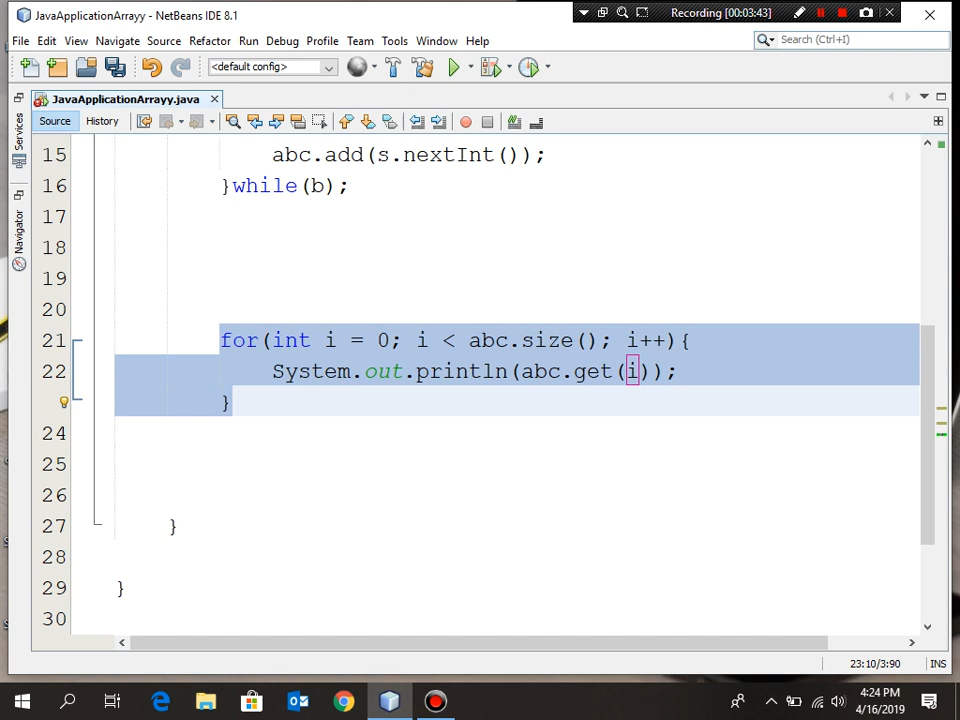 JavaApplicationArrayy - NetBeans IDE 8.1
Recording [00:03:43]
File Edit View Navigate Source Refactor Run Debug Profile Team Tools Window Help
Search (Ctrl+I)
<default config>
JavaApplicationArrayy.java
Source History
Services
Navigator
15 abc.add(s.nextInt());
16 }while(b);
17
18
19
20
21 for(int i = 0; i < abc.size(); i++){
22 System.out.println(abc.get(i));
}
24
25
26
27 }
28
29 }
30
23:10/3:90 INS
4:24 PM
4/16/2019